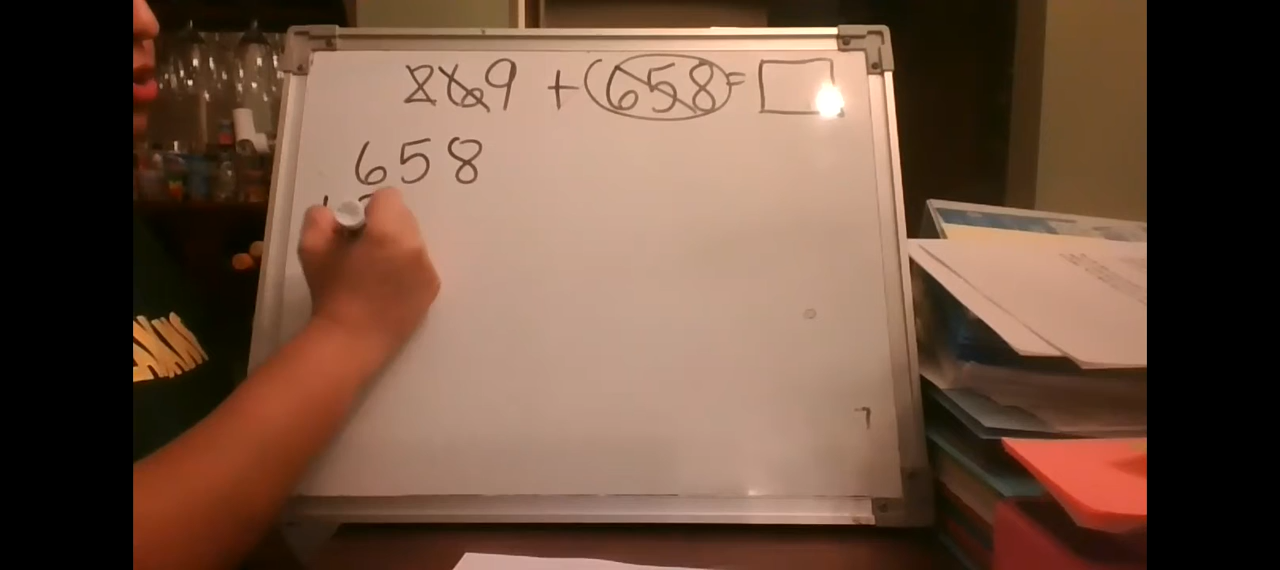 269 + 658 = □
658